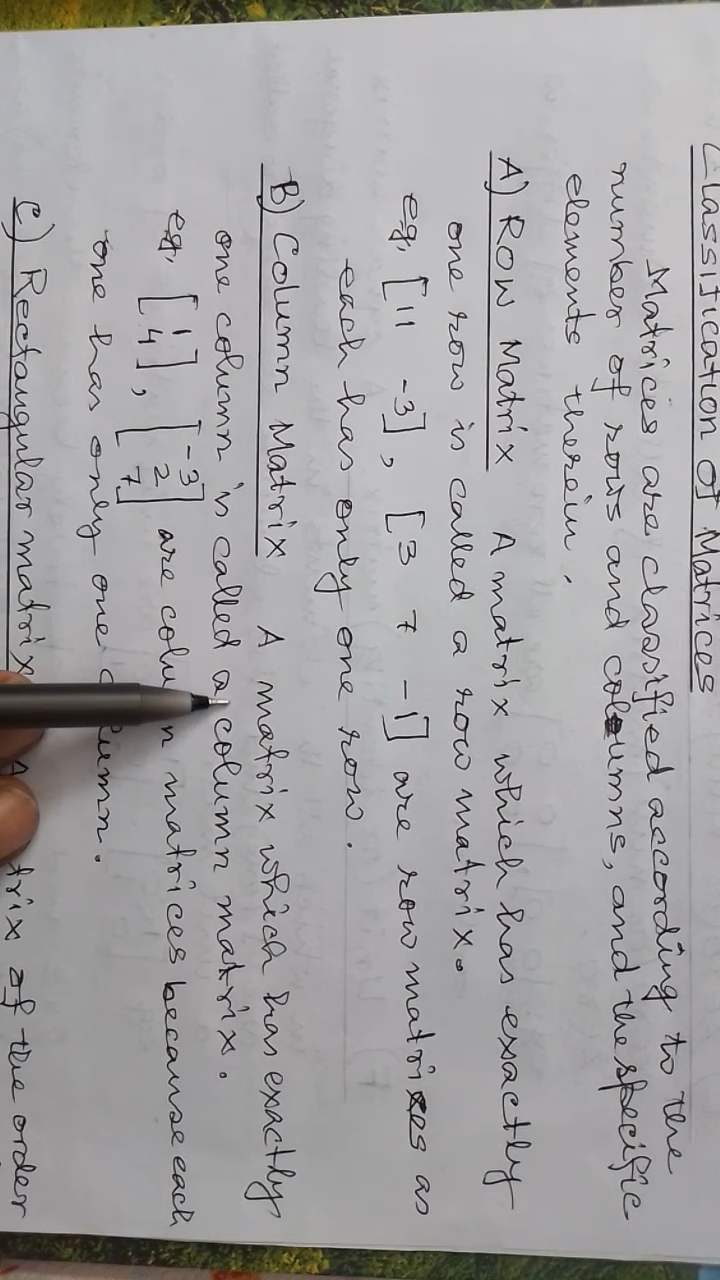 Classification of Matrices
Matrices are classified according to the
number of rows and columns, and the specific
elements therein.
A) Row Matrix A matrix which has exactly
one row is called a row matrix.
eg, [11 -3], [3 7 -1] are row matrices as
each has only one row.
B) Column Matrix A matrix which has exactly
one column is called a column matrix.
eg, [1 4], [-3 2 7] are column matrices because each
one has only one column.
C) Rectangular matrix of the order